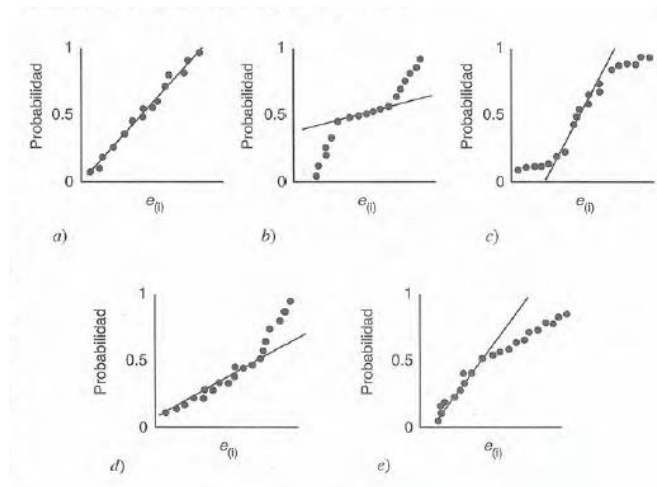 Probabilidad
1
0.5
0
e(i)
a)
Probabilidad
1
0.5
0
e(i)
b)
Probabilidad
1
0.5
0
e(i)
c)
Probabilidad
1
0.5
0
e(i)
d)
Probabilidad
1
0.5
0
e(i)
e)